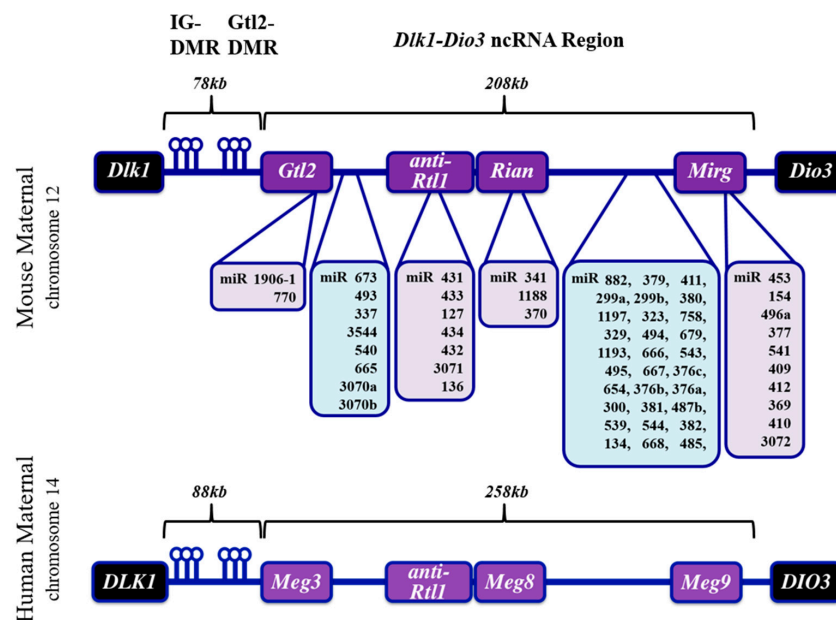 IG- Gtl2-
DMR DMR
Dlk1-Dio3 ncRNA Region
78kb
208kb
Mouse Maternal
chromosome 12
Dlk1
Gtl2
anti-
Rtl1
Rian
Mirg
Dio3
miR 1906-1
770
miR 673
493
337
3544
540
665
3070a
3070b
miR 431
433
127
434
432
3071
136
miR 341
1188
370
miR 882, 379, 411,
299a, 299b, 380,
1197, 323, 758,
329, 494, 679,
1193, 666, 543,
495, 667, 376c,
654, 376b, 376a,
300, 381, 487b,
539, 544, 382,
134, 668, 485,
miR 453
154
496a
377
541
409
412
369
410
3072
88kb
258kb
Human Maternal
chromosome 14
DLK1
Meg3
anti-
Rtl1
Meg8
Meg9
DIO3